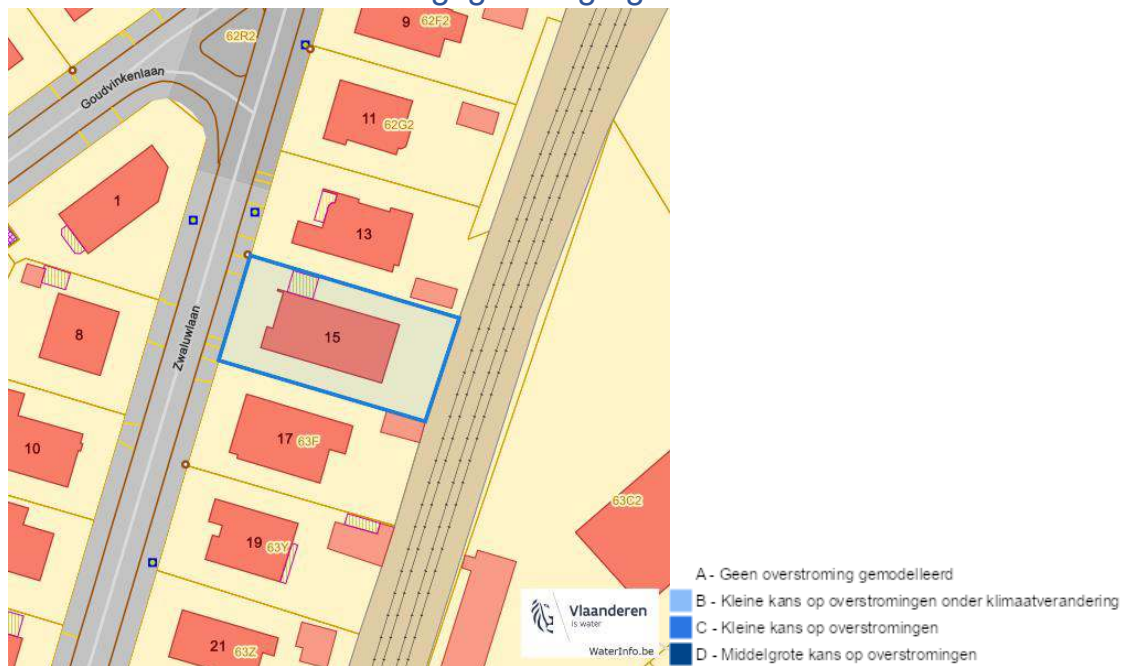 9 62F2
62R2
Goudvinkenlaan
11 62G2
1
13
15
Zwaluwlaan
8
10
17 63F
63C2
19 63Y
21 63Z
Vlaanderen
is water
WaterInfo.be
A - Geen overstroming gemodelleerd
B - Kleine kans op overstromingen onder klimaatverandering
C - Kleine kans op overstromingen
D - Middelgrote kans op overstromingen